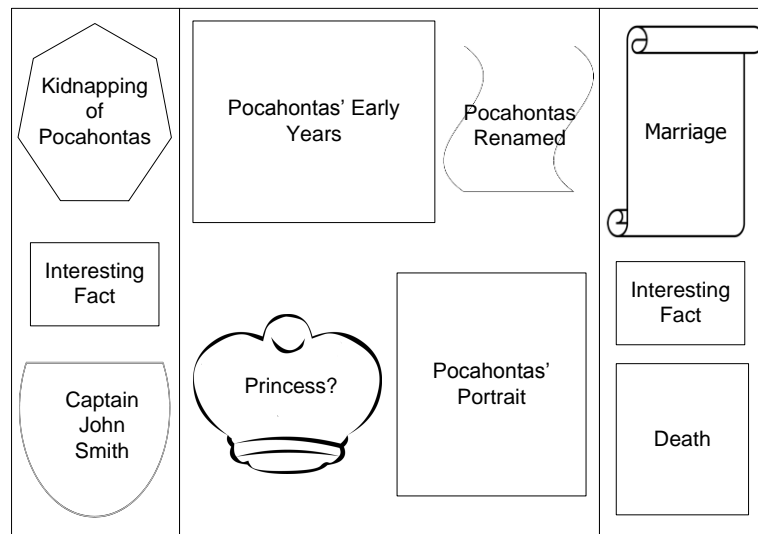 Kidnapping
of
Pocahontas
Interesting
Fact
Captain
John
Smith
Pocahontas’ Early
Years
Pocahontas
Renamed
Princess?
Pocahontas’
Portrait
Marriage
Interesting
Fact
Death